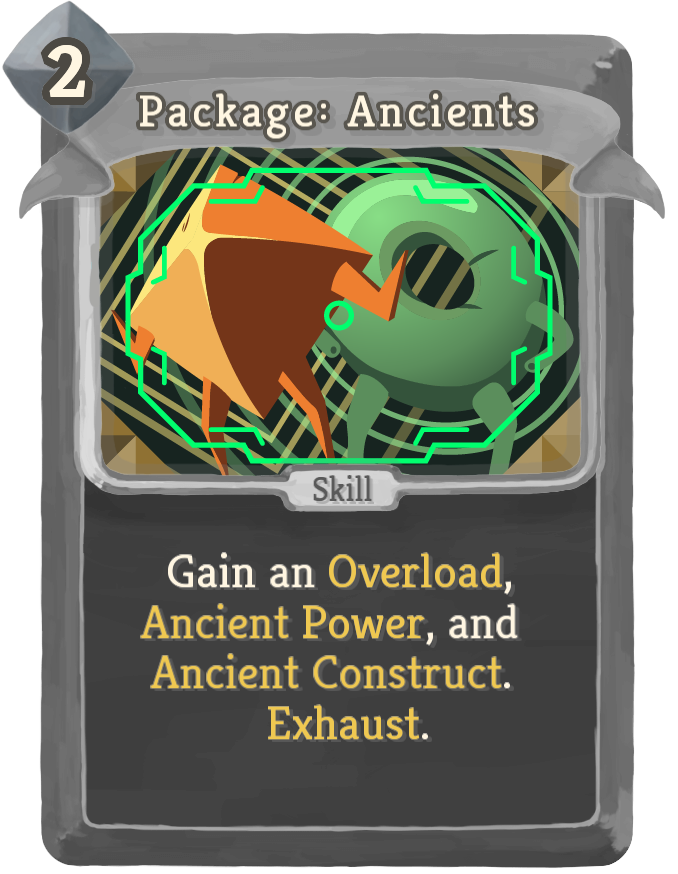 2
Package: Ancients
Skill
Gain an Overload,
Ancient Power, and
Ancient Construct.
Exhaust.